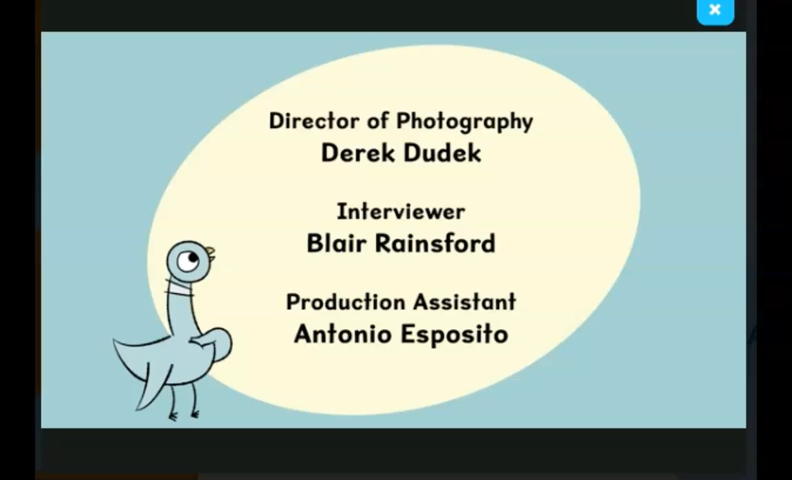 Director of Photography
Derek Dudek
Interviewer
Blair Rainsford
Production Assistant
Antonio Esposito